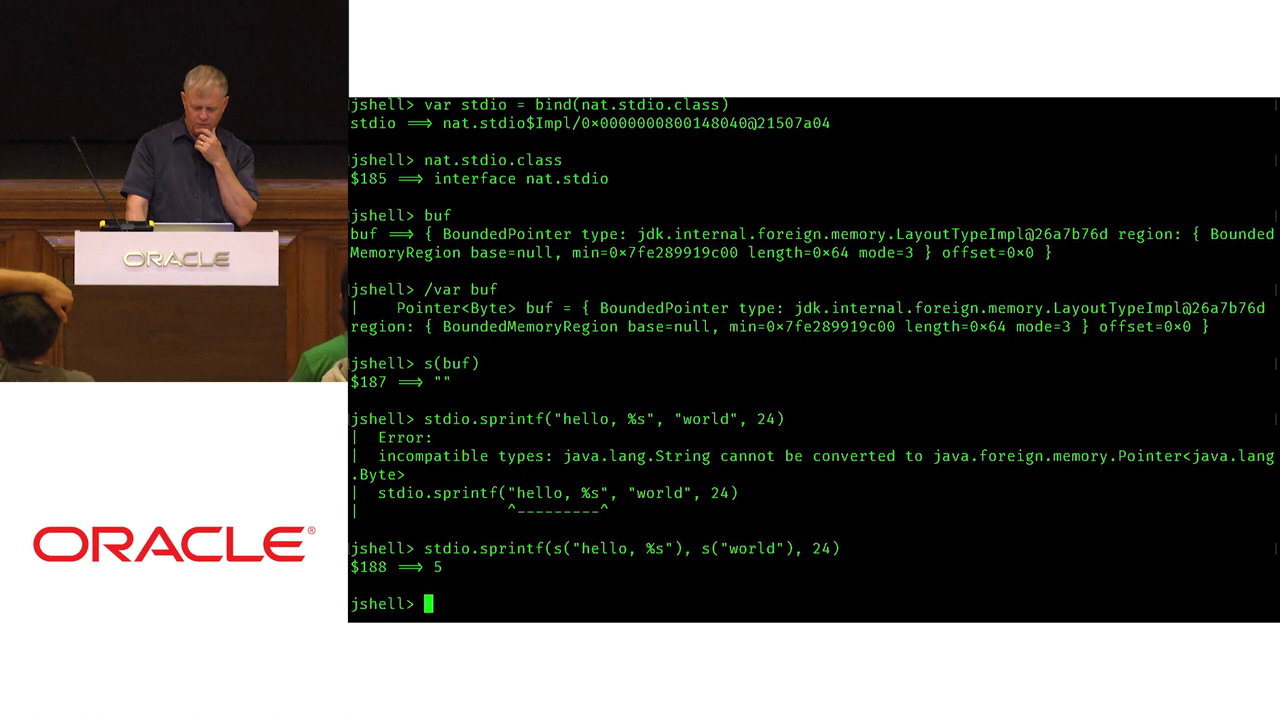 jshell> var stdio = bind(nat.stdio.class)
stdio ==> nat.stdio$Impl/0x0000000800148040@21507a04
jshell> nat.stdio.class
$185 ==> interface nat.stdio
jshell> buf
buf ==> { BoundedPointer type: jdk.internal.foreign.memory.LayoutTypeImpl@26a7b76d region: { Bounded
MemoryRegion base=null, min=0x7fe289919c00 length=0x64 mode=3 } offset=0x0 }
jshell> /var buf
|    Pointer<Byte> buf = { BoundedPointer type: jdk.internal.foreign.memory.LayoutTypeImpl@26a7b76d
region: { BoundedMemoryRegion base=null, min=0x7fe289919c00 length=0x64 mode=3 } offset=0x0 }
jshell> s(buf)
$187 ==> ""
jshell> stdio.sprintf("hello, %s", "world", 24)
|  Error:
|  incompatible types: java.lang.String cannot be converted to java.foreign.memory.Pointer<java.lang
.Byte>
|  stdio.sprintf("hello, %s", "world", 24)
|                ^---------^
jshell> stdio.sprintf(s("hello, %s"), s("world"), 24)
$188 ==> 5
jshell>
ORACLE
ORACLE®